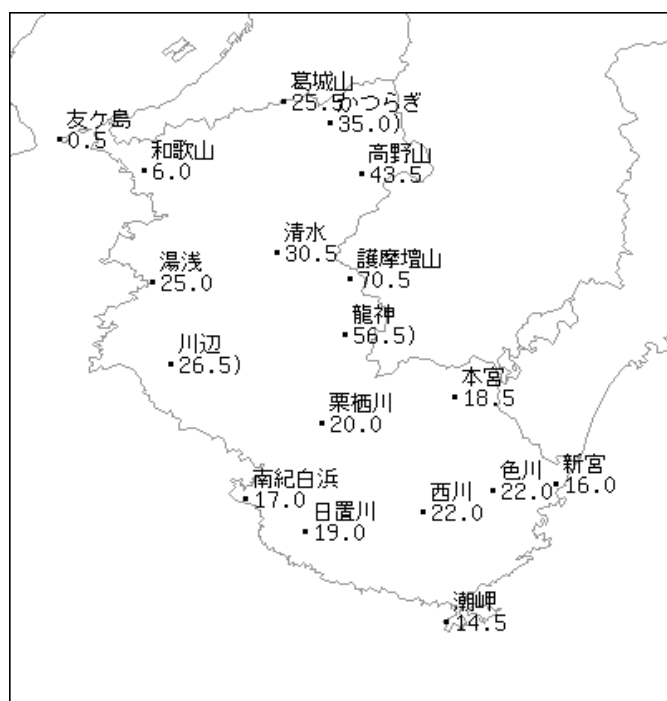 葛城山
25.5
かつらぎ
35.0)
友ケ島
0.5
和歌山
6.0
高野山
43.5
清水
30.5
護摩壇山
70.5
湯浅
25.0
龍神
56.5)
川辺
26.5)
本宮
18.5
栗栖川
20.0
新宮
16.0
色川
22.0
南紀白浜
17.0
西川
22.0
日置川
19.0
潮岬
14.5